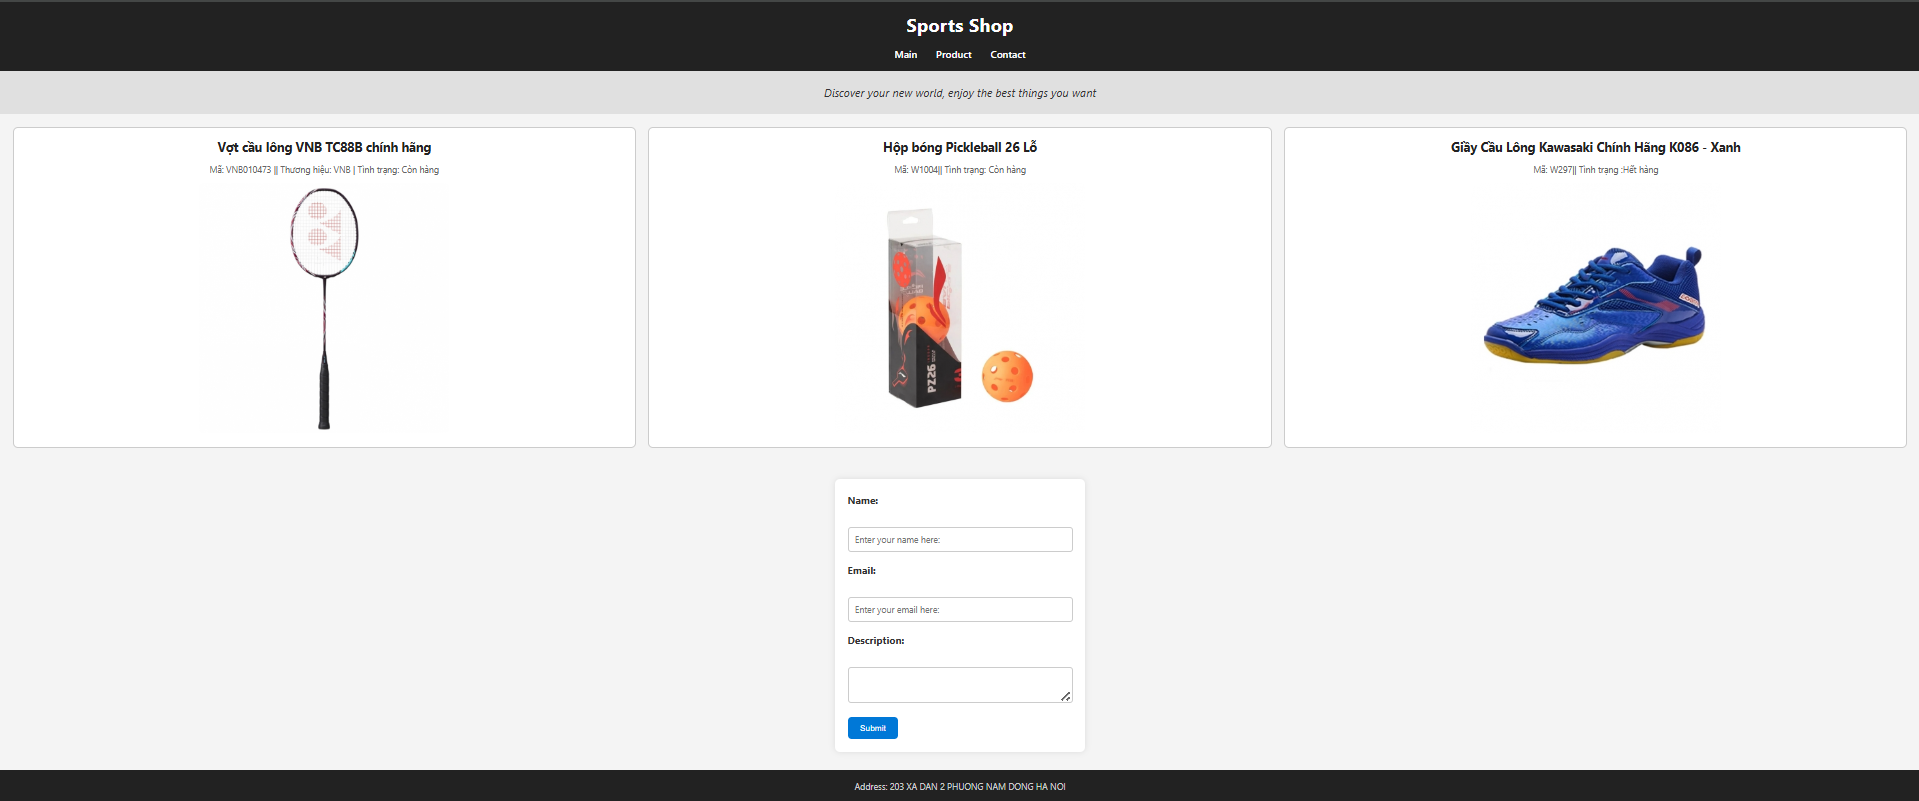 Sports Shop
Main Product Contact
Discover your new world, enjoy the best things you want
Vợt cầu lông VNB TC88B chính hãng
Mã: VNB010473 || Thương hiệu: VNB | Tình trạng: Còn hàng
Hộp bóng Pickleball 26 Lỗ
Mã: W1004|| Tình trạng: Còn hàng
PZ26
Giầy Cầu Lông Kawasaki Chính Hãng K086 - Xanh
Mã: W297|| Tình trạng :Hết hàng
Name:
Enter your name here:
Email:
Enter your email here:
Description:
Submit
Address: 203 XA DAN 2 PHUONG NAM DONG HA NOI